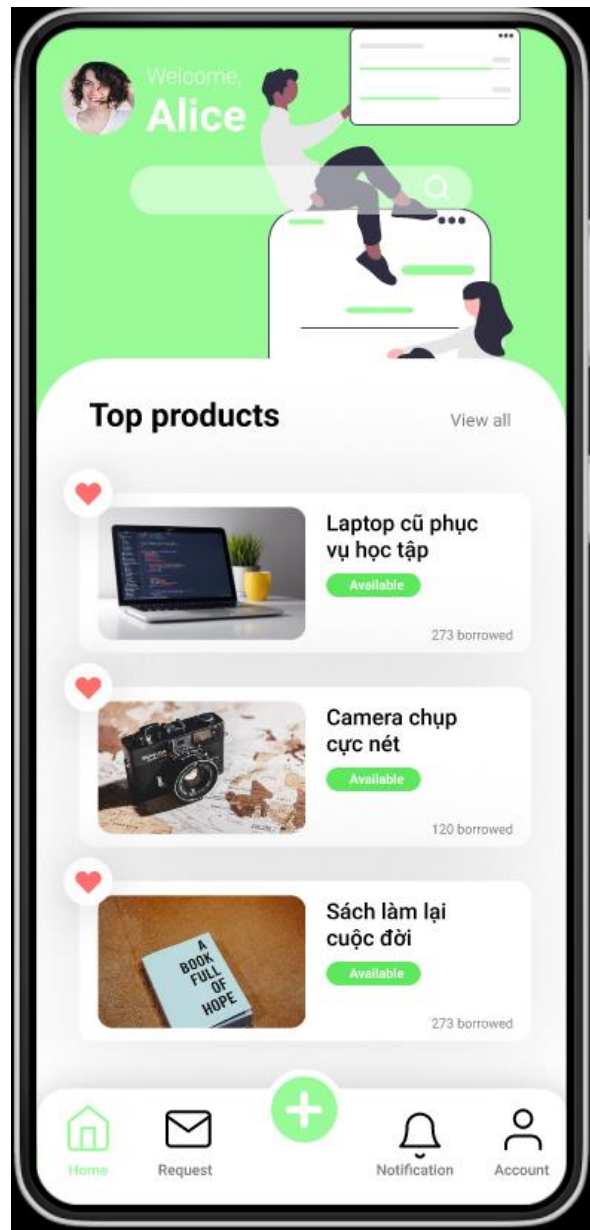 Welcome,
Alice
Top products
View all
Laptop cũ phục
vụ học tập
Available
273 borrowed
Camera chụp
cực nét
Available
120 borrowed
Sách làm lại
cuộc đời
Available
A
BOOK
FULL
OF
HOPE
273 borrowed
Home
Request
Notification
Account